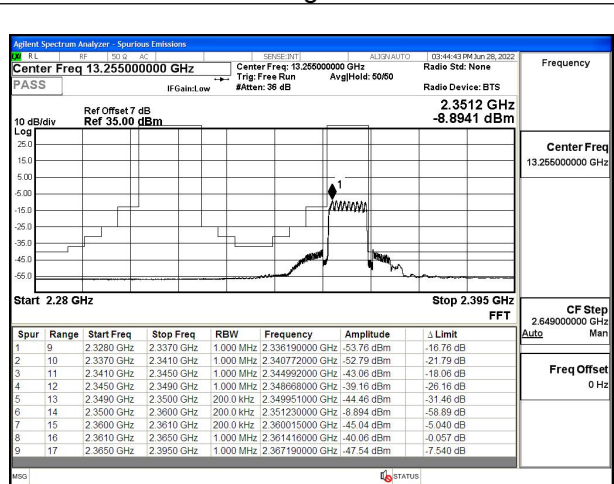 Agilent Spectrum Analyzer - Spurious Emissions
RL RF 50 Ω AC SENSE:INT ALIGNAUTO 03:44:43 PM Jun 28, 2022
Center Freq 13.255000000 GHz
Center Freq: 13.255000000 GHz
Radio Std: None
Trig: Free Run Avg|Hold: 50/50
PASS
IFGain:Low
#Atten: 36 dB
Radio Device: BTS
Frequency
Ref Offset 7 dB
10 dB/div Ref 35.00 dBm
2.3512 GHz
-8.8941 dBm
Log
25.0
15.0
5.00
-5.00
-15.0
-25.0
-35.0
-45.0
-55.0
1
Start 2.28 GHz
Stop 2.395 GHz
FFT
Center Freq
13.255000000 GHz
CF Step
2.649000000 GHz
Auto Man
Freq Offset
0 Hz
Spur Range Start Freq Stop Freq RBW Frequency Amplitude Δ Limit
1 9 2.3280 GHz 2.3370 GHz 1.000 MHz 2.336190000 GHz -53.76 dBm -16.76 dB
2 10 2.3370 GHz 2.3410 GHz 1.000 MHz 2.340772000 GHz -52.79 dBm -21.79 dB
3 11 2.3410 GHz 2.3450 GHz 1.000 MHz 2.344992000 GHz -43.06 dBm -18.06 dB
4 12 2.3450 GHz 2.3490 GHz 1.000 MHz 2.348668000 GHz -39.16 dBm -26.16 dB
5 13 2.3490 GHz 2.3500 GHz 200.0 kHz 2.349951000 GHz -44.46 dBm -31.46 dB
6 14 2.3500 GHz 2.3600 GHz 200.0 kHz 2.351230000 GHz -8.894 dBm -58.89 dB
7 15 2.3600 GHz 2.3610 GHz 200.0 kHz 2.360015000 GHz -45.04 dBm -5.040 dB
8 16 2.3610 GHz 2.3650 GHz 1.000 MHz 2.361416000 GHz -40.06 dBm -0.057 dB
9 17 2.3650 GHz 2.3950 GHz 1.000 MHz 2.367190000 GHz -47.54 dBm -7.540 dB
MSG
STATUS